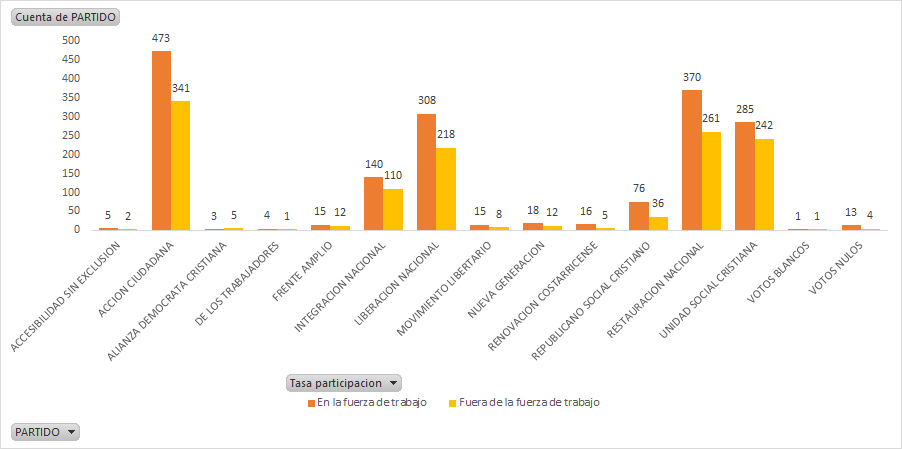 Cuenta de PARTIDO
500
450
400
350
300
250
200
150
100
50
0
5 2
473 341
3 5
4 1
15 12
140 110
308 218
15 8
18 12
16 5
76 36
370 261
285 242
1 1
13 4
ACCESIBILIDAD SIN EXCLUSION
ACCION CIUDADANA
ALIANZA DEMOCRATA CRISTIANA
DE LOS TRABAJADORES
FRENTE AMPLIO
INTEGRACION NACIONAL
LIBERACION NACIONAL
MOVIMIENTO LIBERTARIO
NUEVA GENERACION
RENOVACION COSTARRICENSE
REPUBLICANO SOCIAL CRISTIANO
RESTAURACION NACIONAL
UNIDAD SOCIAL CRISTIANA
VOTOS BLANCOS
VOTOS NULOS
Tasa participacion
En la fuerza de trabajo Fuera de la fuerza de trabajo
PARTIDO